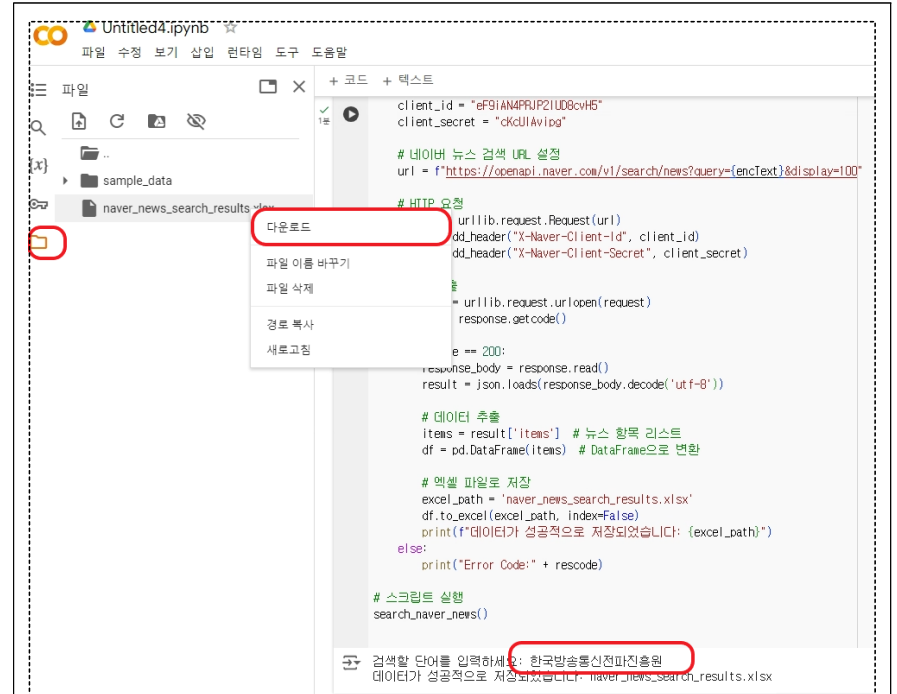 Untitled4.ipynb
파일 수정 보기 삽입 런타임 도구 도움말
파일
..
sample_data
naver_news_search_results.xlsx
다운로드
파일 이름 바꾸기
파일 삭제
경로 복사
새로고침
+ 코드 + 텍스트
1분
client_id = "eF9iAN4PRJP2IUD8cvH5"
client_secret = "cKcUIAvipg"
# 네이버 뉴스 검색 URL 설정
url = f"https://openapi.naver.com/v1/search/news?query={encText}&display=100"
# HTTP 요청
urllib.request.Request(url)
dd_header("X-Naver-Client-Id", client_id)
dd_header("X-Naver-Client-Secret", client_secret)
= urllib.request.urlopen(request)
response.getcode()
e == 200:
response_body = response.read()
result = json.loads(response_body.decode('utf-8'))
# 데이터 추출
items = result['items'] # 뉴스 항목 리스트
df = pd.DataFrame(items) # DataFrame으로 변환
# 엑셀 파일로 저장
excel_path = 'naver_news_search_results.xlsx'
df.to_excel(excel_path, index=False)
print(f"데이터가 성공적으로 저장되었습니다: {excel_path}")
else:
print("Error Code:" + rescode)
# 스크립트 실행
search_naver_news()
검색할 단어를 입력하세요: 한국방송통신전파진흥원
데이터가 성공적으로 저장되었습니다: naver_news_search_results.xlsx